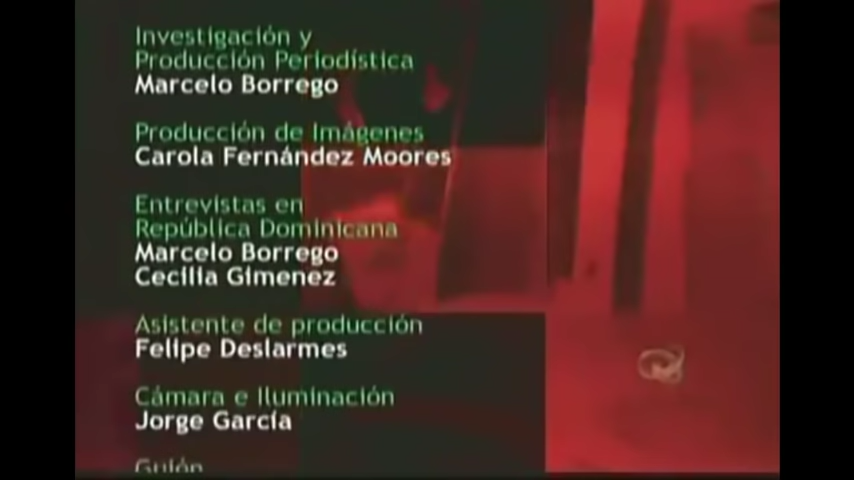 Investigación y
Producción Periodística
Marcelo Borrego
Producción de Imágenes
Carola Fernández Moores
Entrevistas en
República Dominicana
Marcelo Borrego
Cecilia Gimenez
Asistente de producción
Felipe Deslarmes
Cámara e Iluminación
Jorge García
Guión